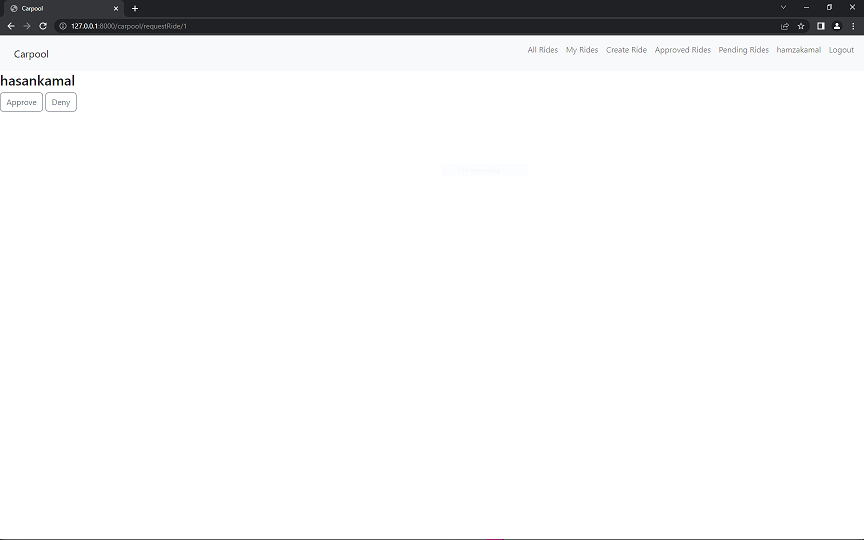 Carpool
127.0.0.1:8000/carpool/requestRide/1
Carpool
All Rides My Rides Create Ride Approved Rides Pending Rides hamzakamal Logout
hasankamal
Approve Deny